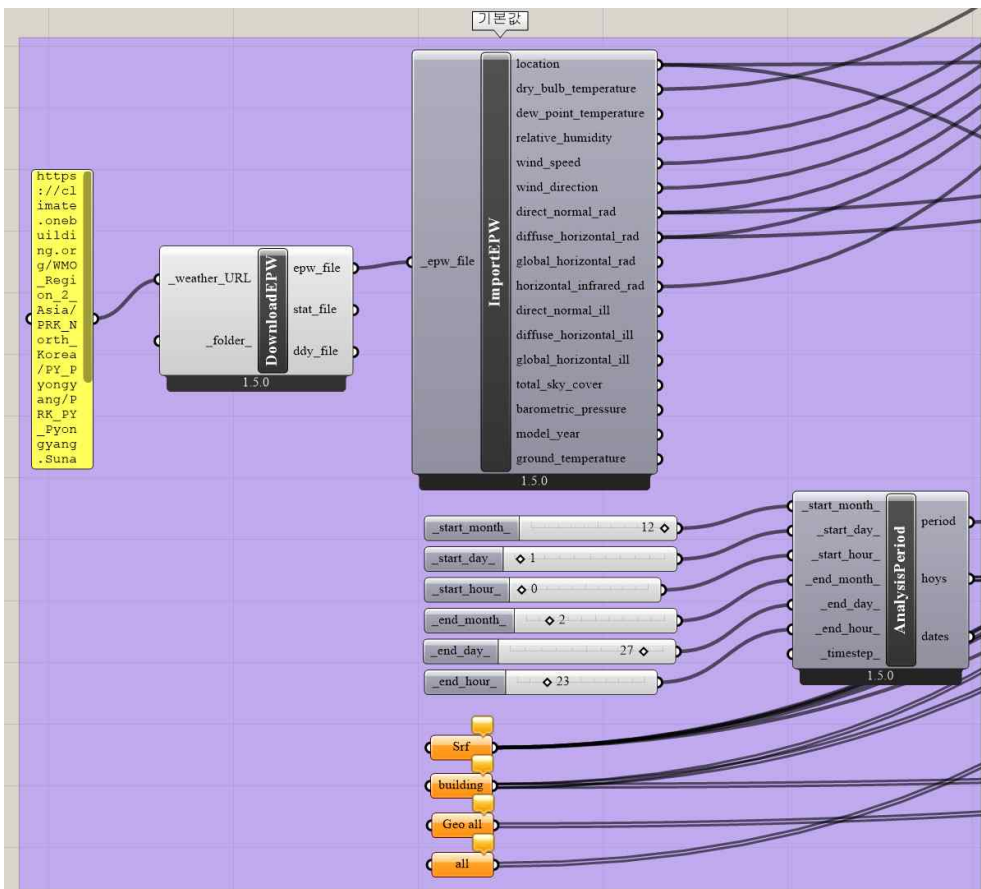 기본값
https
://cl
imate
.oneb
uildi
ng.or
g/WMO
_Regi
on_2_
Asia/
PRK_N
orth_
Korea
/PY_P
yongy
ang/P
RK_PY
_Pyon
gyang
.Suna
_weather_URL
_folder_
DownloadEPW
epw_file
stat_file
ddy_file
1.5.0
_epw_file
ImportEPW
location
dry_bulb_temperature
dew_point_temperature
relative_humidity
wind_speed
wind_direction
direct_normal_rad
diffuse_horizontal_rad
global_horizontal_rad
horizontal_infrared_rad
direct_normal_ill
diffuse_horizontal_ill
global_horizontal_ill
total_sky_cover
barometric_pressure
model_year
ground_temperature
1.5.0
_start_month_ 12
_start_day_ 1
_start_hour_ 0
_end_month_ 2
_end_day_ 27
_end_hour_ 23
_start_month_
_start_day_
_start_hour_
_end_month_
_end_day_
_end_hour_
_timestep_
AnalysisPeriod
period
hoys
dates
1.5.0
Srf
building
Geo all
all